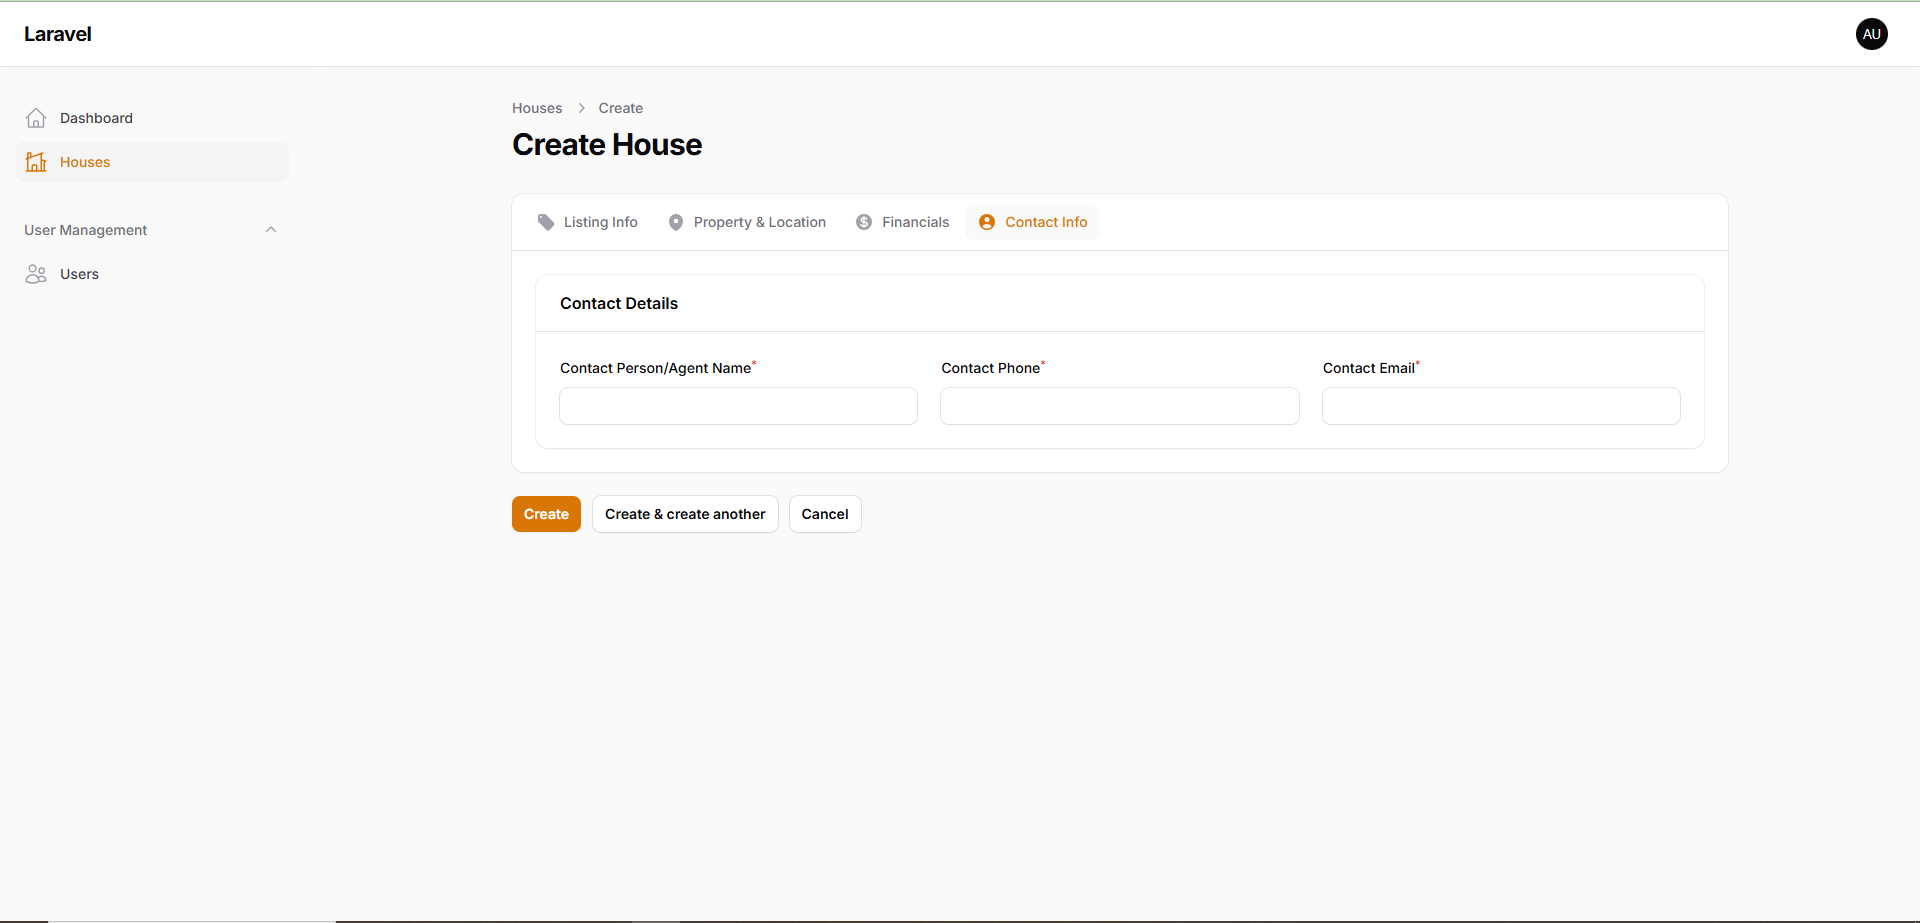 Laravel
AU
Dashboard
Houses
User Management
Users
Houses > Create
Create House
Listing Info Property & Location Financials Contact Info
Contact Details
Contact Person/Agent Name* Contact Phone* Contact Email*
Create Create & create another Cancel